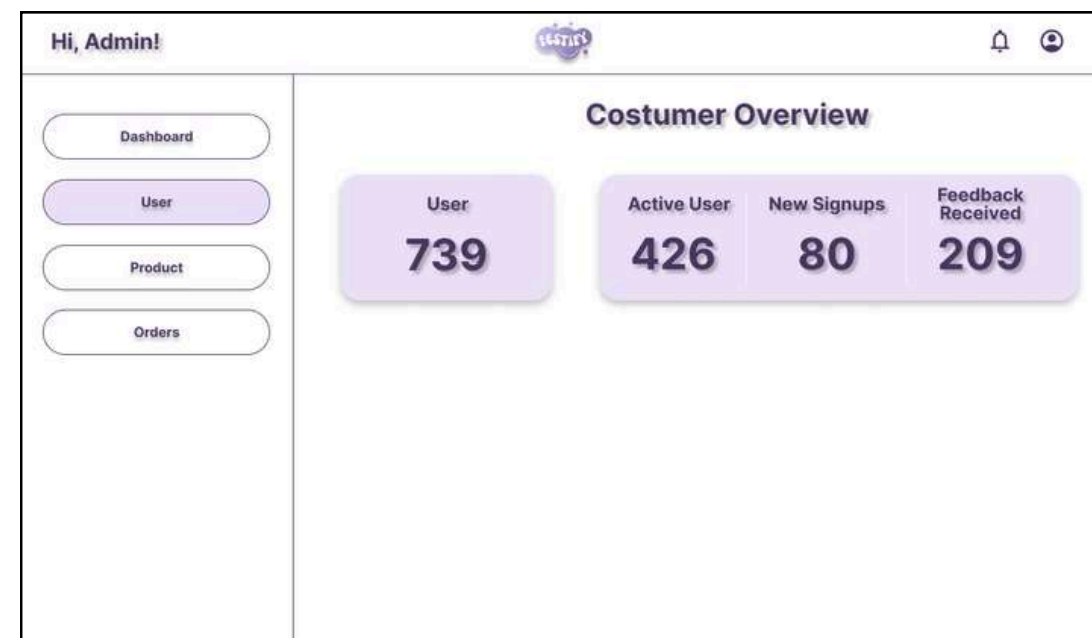 Hi, Admin!
FESTIFY
Dashboard
User
Product
Orders
Costumer Overview
User
739
Active User
426
New Signups
80
Feedback
Received
209